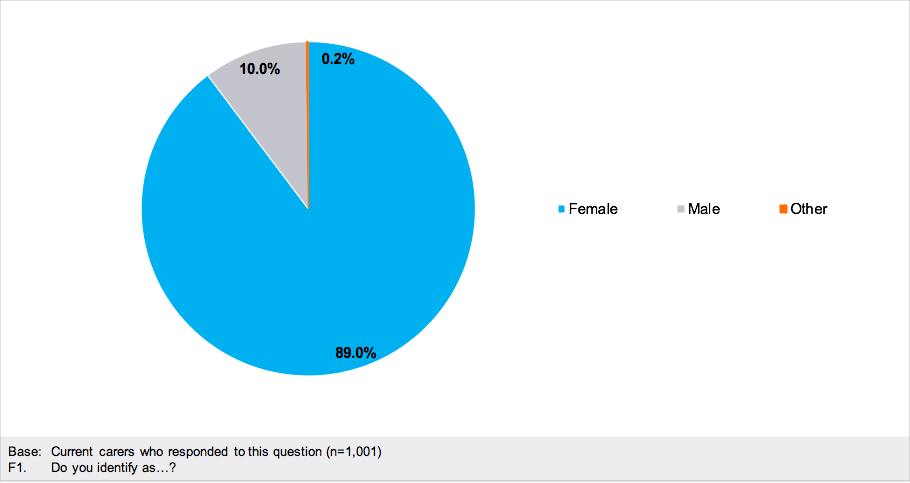 0.2%
10.0%
89.0%
Female Male Other
Base: Current carers who responded to this question (n=1,001)
F1. Do you identify as…?